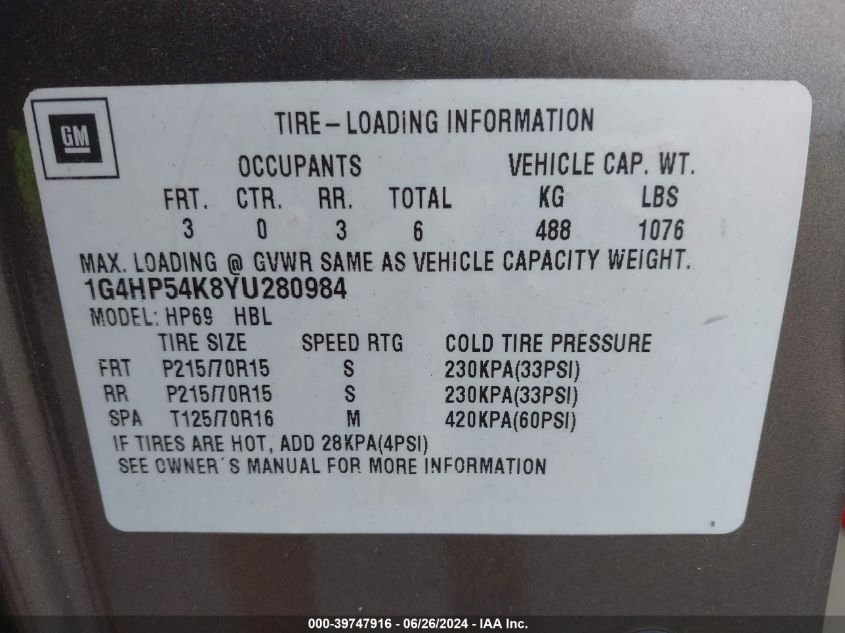 GM
TIRE-LOADING INFORMATION
OCCUPANTS VEHICLE CAP. WT.
FRT. CTR. RR. TOTAL KG LBS
3 0 3 6 488 1076
MAX. LOADING @ GVWR SAME AS VEHICLE CAPACITY WEIGHT.
1G4HP54K8YU280984
MODEL: HP69 HBL
TIRE SIZE SPEED RTG COLD TIRE PRESSURE
FRT P215/70R15 S 230KPA(33PSI)
RR P215/70R15 S 230KPA(33PSI)
SPA T125/70R16 M 420KPA(60PSI)
IF TIRES ARE HOT, ADD 28KPA(4PSI)
SEE OWNER´S MANUAL FOR MORE INFORMATION
000-39747916 - 06/26/2024 - IAA Inc.